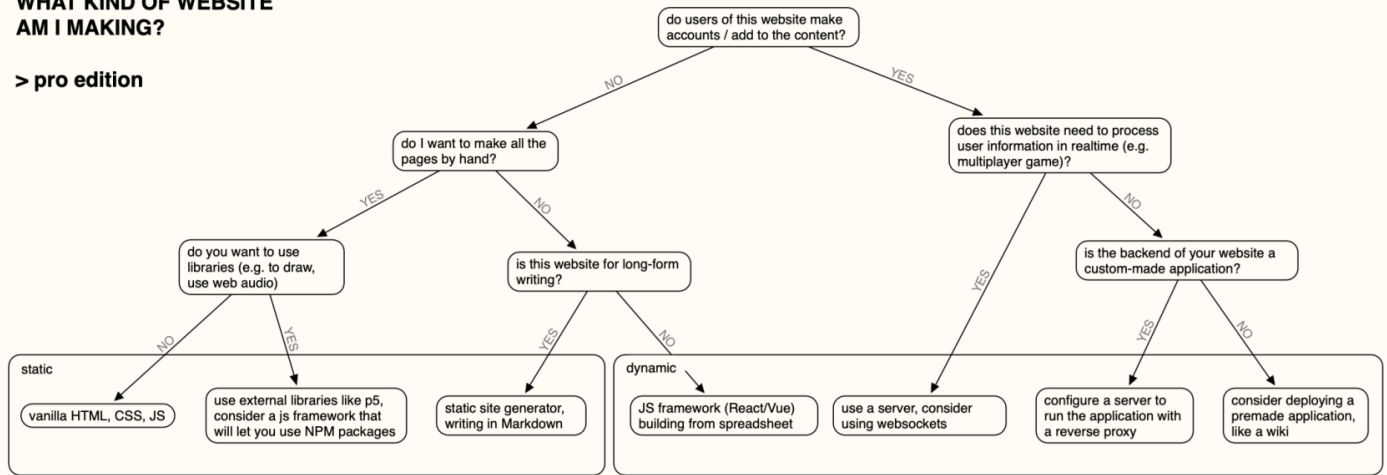 WHAT KIND OF WEBSITE
AM I MAKING?
> pro edition
do users of this website make
accounts / add to the content?
NO
YES
do I want to make all the
pages by hand?
does this website need to process
user information in realtime (e.g.
multiplayer game)?
YES
NO
YES
NO
do you want to use
libraries (e.g. to draw,
use web audio)
is this website for long-form
writing?
is the backend of your website a
custom-made application?
NO
YES
YES
NO
YES
NO
static
dynamic
vanilla HTML, CSS, JS
use external libraries like p5,
consider a js framework that
will let you use NPM packages
static site generator,
writing in Markdown
JS framework (React/Vue)
building from spreadsheet
use a server, consider
using websockets
configure a server to
run the application with
a reverse proxy
consider deploying a
premade application,
like a wiki